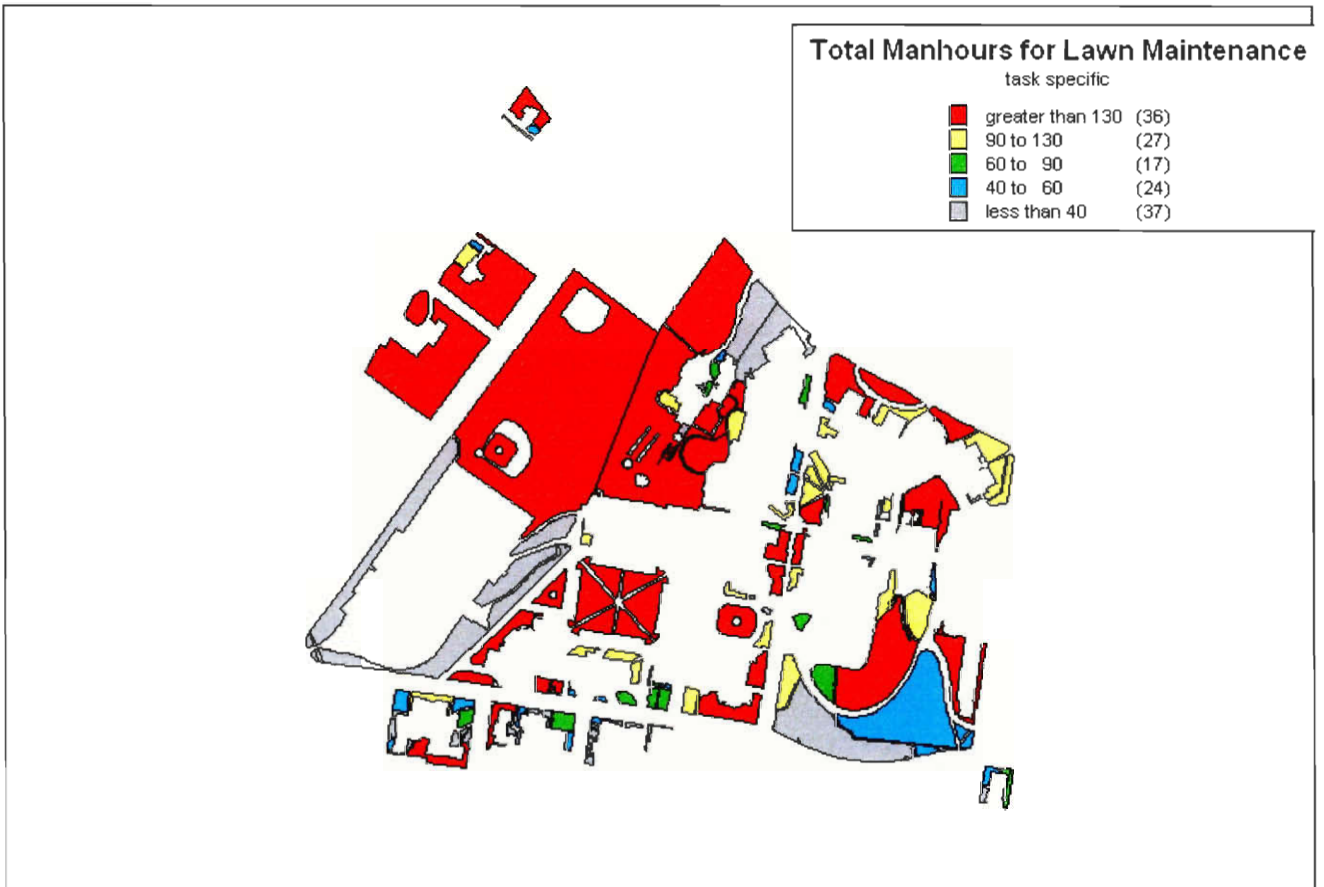 Total Manhours for Lawn Maintenance
task specific
greater than 130 (36)
90 to 130 (27)
60 to 90 (17)
40 to 60 (24)
less than 40 (37)